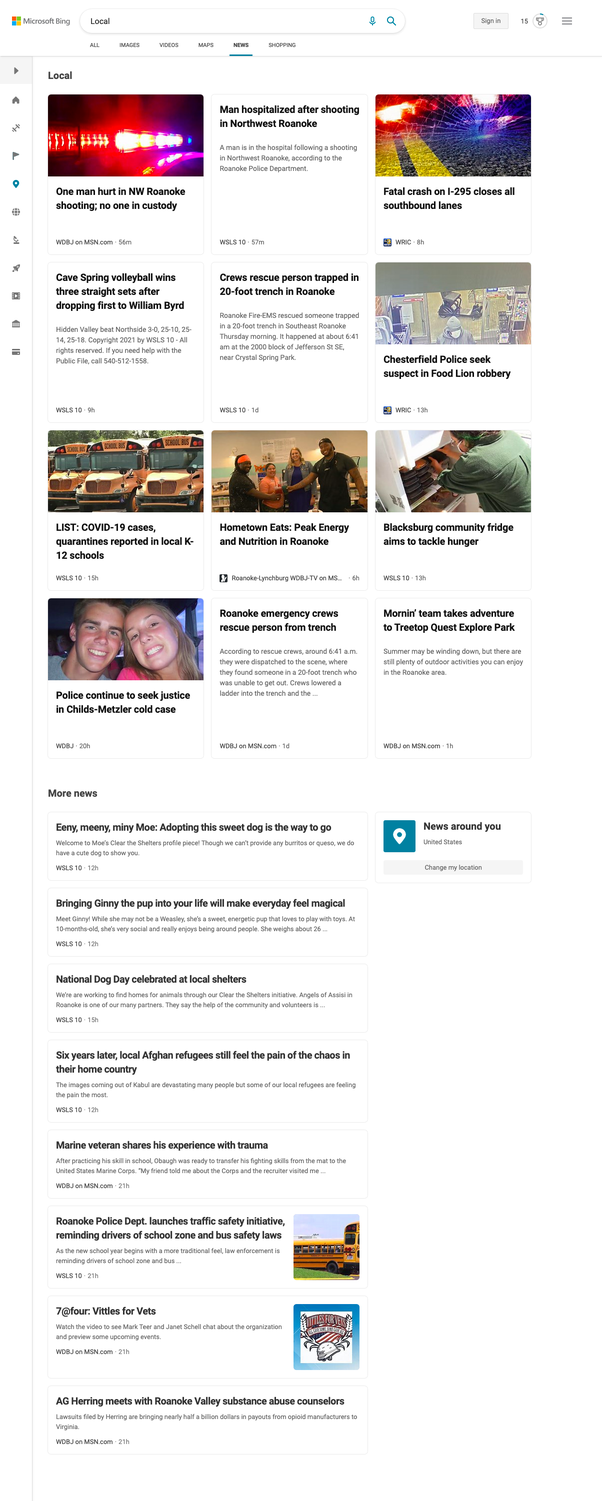 Microsoft Bing
Local
Sign in
15
ALL
IMAGES
VIDEOS
MAPS
NEWS
SHOPPING
Local
One man hurt in NW Roanoke
shooting; no one in custody
WDBJ on MSN.com · 56m
Man hospitalized after shooting
in Northwest Roanoke
A man is in the hospital following a shooting
in Northwest Roanoke, according to the
Roanoke Police Department.
WSLS 10 · 57m
Fatal crash on I-295 closes all
southbound lanes
WRIC · 8h
Cave Spring volleyball wins
three straight sets after
dropping first to William Byrd
Hidden Valley beat Northside 3-0, 25-10, 25-
14, 25-18. Copyright 2021 by WSLS 10 - All
rights reserved. If you need help with the
Public File, call 540-512-1558.
WSLS 10 · 9h
Crews rescue person trapped in
20-foot trench in Roanoke
Roanoke Fire-EMS rescued someone trapped
in a 20-foot trench in Southeast Roanoke
Thursday morning. It happened at about 6:41
am at the 2000 block of Jefferson St SE,
near Crystal Spring Park.
WSLS 10 · 1d
Chesterfield Police seek
suspect in Food Lion robbery
WRIC · 13h
SCHOOL BUS
SCHOOL BUS
LIST: COVID-19 cases,
quarantines reported in local K-
12 schools
WSLS 10 · 15h
Hometown Eats: Peak Energy
and Nutrition in Roanoke
Roanoke-Lynchburg WDBJ-TV on MS... · 6h
Blacksburg community fridge
aims to tackle hunger
WSLS 10 · 13h
Police continue to seek justice
in Childs-Metzler cold case
WDBJ · 20h
Roanoke emergency crews
rescue person from trench
According to rescue crews, around 6:41 a.m.
they were dispatched to the scene, where
they found someone in a 20-foot trench who
was unable to get out. Crews lowered a
ladder into the trench and the ...
WDBJ on MSN.com · 1d
Mornin' team takes adventure
to Treetop Quest Explore Park
Summer may be winding down, but there are
still plenty of outdoor activities you can enjoy
in the Roanoke area.
WDBJ on MSN.com · 1h
More news
Eeny, meeny, miny Moe: Adopting this sweet dog is the way to go
Welcome to Moe's Clear the Shelters profile piece! Though we can't provide any burritos or queso, we do
have a cute dog to show you.
WSLS 10 · 12h
News around you
United States
Change my location
Bringing Ginny the pup into your life will make everyday feel magical
Meet Ginny! While she may not be a Weasley, she's a sweet, energetic pup that loves to play with toys. At
10-months-old, she's very social and really enjoys being around people. She weighs about 26 ...
WSLS 10 · 12h
National Dog Day celebrated at local shelters
We're working to find homes for animals through our Clear the Shelters initiative. Angels of Assisi in
Roanoke is one of our many partners. They say the help of the community and volunteers is ...
WSLS 10 · 15h
Six years later, local Afghan refugees still feel the pain of the chaos in
their home country
The images coming out of Kabul are devastating many people but some of our local refugees are feeling
the pain the most.
WSLS 10 · 12h
Marine veteran shares his experience with trauma
After practicing his skill in school, Obaugh was ready to transfer his fighting skills from the mat to the
United States Marine Corps. "My friend told me about the Corps and the recruiter visited me ...
WDBJ on MSN.com · 21h
Roanoke Police Dept. launches traffic safety initiative,
reminding drivers of school zone and bus safety laws
As the new school year begins with a more traditional feel, law enforcement is
reminding drivers of school zone and bus ...
WSLS 10 · 21h
7@four: Vittles for Vets
Watch the video to see Mark Teer and Janet Schell chat about the organization
and preview some upcoming events.
WDBJ on MSN.com · 21h
VITTLES FOR VETS
AG Herring meets with Roanoke Valley substance abuse counselors
Lawsuits filed by Herring are bringing nearly half a billion dollars in payouts from opioid manufacturers to
Virginia.
WDBJ on MSN.com · 21h